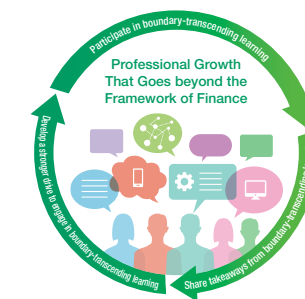 Participate in boundary-transcending learning
Professional Growth
That Goes beyond the
Framework of Finance
Share takeaways from boundary-transcending
Develop a stronger drive to engage in boundary-transcending learning